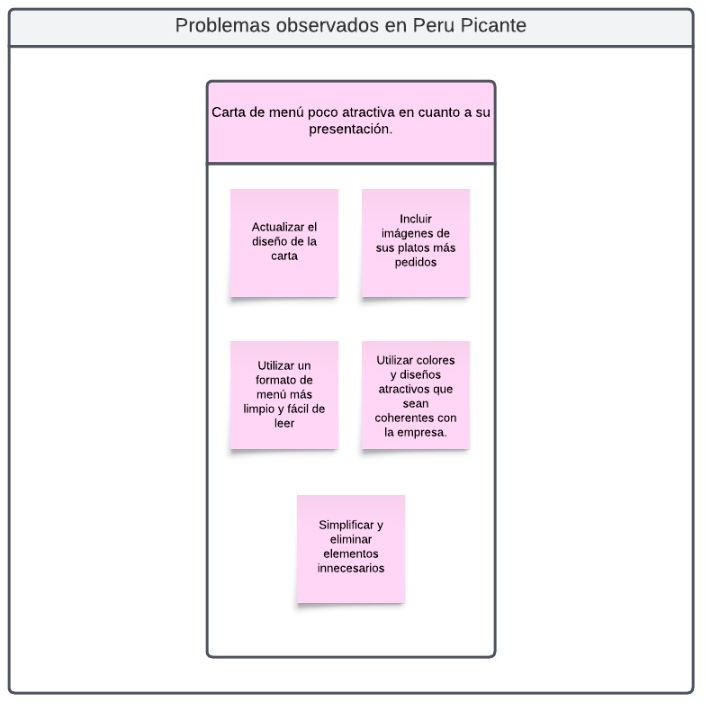 Problemas observados en Peru Picante
Carta de menú poco atractiva en cuanto a su
presentación.
Actualizar el
diseño de la
carta
Incluir
imágenes de
sus platos más
pedidos
Utilizar un
formato de
menú más
limpio y fácil de
leer
Utilizar colores
y diseños
atractivos que
sean
coherentes con
la empresa.
Simplificar y
eliminar
elementos
innecesarios